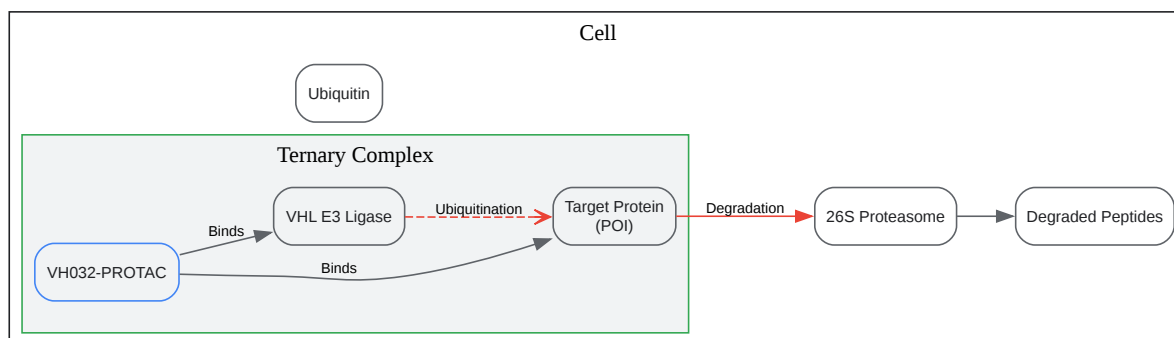 Cell
Ubiquitin
Ternary Complex
VHL E3 Ligase
Ubiquitination
Target Protein
(POI)
Degradation
26S Proteasome
Degraded Peptides
Binds
VH032-PROTAC
Binds